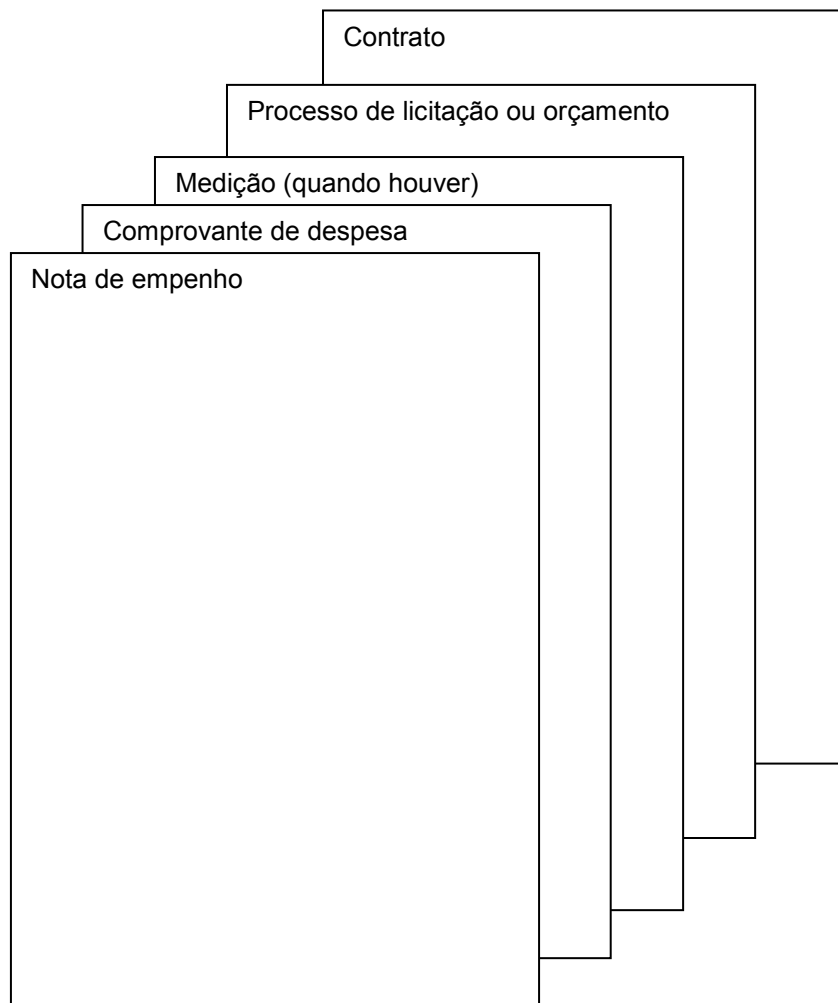 Contrato
Processo de licitação ou orçamento
Medição (quando houver)
Comprovante de despesa
Nota de empenho